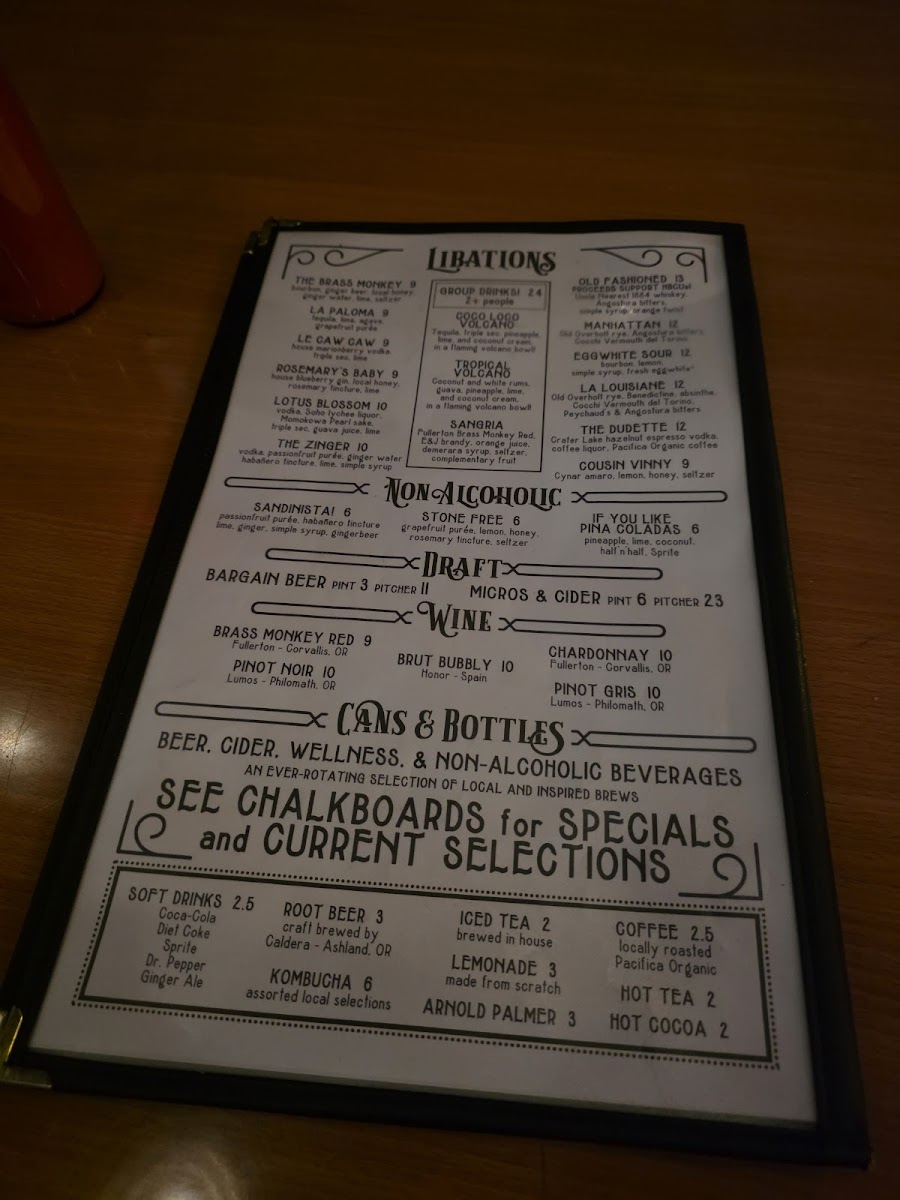 LIBATIONS
THE BRASS MONKEY 9
bourbon, ginger beer, local honey,
ginger water, lime, seltzer
LA PALOMA 9
tequila, lime, agave,
grapefruit purée
LE CAW CAW 9
house marionberry vodka
triple sec, lime
ROSEMARY'S BABY 9
house blueberry gin, local honey,
rosemary tincture, lime
LOTUS BLOSSOM 10
vodka, Soho lychee liquor,
Momokowa Pearl sake,
triple sec, guava juice, lime
THE ZINGER 10
vodka, passionfruit purée, ginger water
habañero tincture, lime, simple syrup
GROUP DRINKS! 24
2+ people
COCO LOCO
VOLCANO
Tequila, triple sec, pineapple,
lime, and coconut cream,
in a flaming volcano bowl!
TROPICAL
VOLCANO
Coconut and white rums,
guava, pineapple, lime,
and coconut cream,
in a flaming volcano bowl!
SANGRIA
Fullerton Brass Monkey Red,
E&J brandy, orange juice,
demerara syrup, seltzer,
complementary fruit
OLD FASHIONED 13
PROCEEDS SUPPORT HBCUs!
Uncle Nearest 1884 whiskey,
Angostura bitters,
simple syrup, orange twist
MANHATTAN 12
Old Overholt rye, Angostura bitters,
Cocchi Vermouth del Torino
EGGWHITE SOUR 12
bourbon, lemon,
simple syrup, fresh eggwhite*
LA LOUISIANE 12
Old Overholt rye, Benedictine, absinthe,
Cocchi Vermouth del Torino,
Peychaud's & Angostura bitters
THE DUDETTE 12
Crater Lake hazelnut espresso vodka,
coffee liquor, Pacifica Organic coffee
COUSIN VINNY 9
Cynar amaro, lemon, honey, seltzer
NON ALCOHOLIC
SANDINISTA! 6
passionfruit purée, habañero tincture
lime, ginger, simple syrup, gingerbeer
STONE FREE 6
grapefruit purée, lemon, honey,
rosemary tincture, seltzer
IF YOU LIKE
PINA COLADAS 6
pineapple, lime, coconut,
half n half, Sprite
DRAFT
BARGAIN BEER PINT 3 PITCHER 11
MICROS & CIDER PINT 6 PITCHER 23
WINE
BRASS MONKEY RED 9
Fullerton - Corvallis, OR
PINOT NOIR 10
Lumos - Philomath, OR
BRUT BUBBLY 10
Honor - Spain
CHARDONNAY 10
Fullerton - Corvallis, OR
PINOT GRIS 10
Lumos - Philomath, OR
CANS & BOTTLES
BEER, CIDER, WELLNESS, & NON-ALCOHOLIC BEVERAGES
AN EVER-ROTATING SELECTION OF LOCAL AND INSPIRED BREWS
SEE CHALKBOARDS for SPECIALS
and CURRENT SELECTIONS
SOFT DRINKS 2.5
Coca-Cola
Diet Coke
Sprite
Dr. Pepper
Ginger Ale
ROOT BEER 3
craft brewed by
Caldera - Ashland, OR
KOMBUCHA 6
assorted local selections
ICED TEA 2
brewed in house
LEMONADE 3
made from scratch
ARNOLD PALMER 3
COFFEE 2.5
locally roasted
Pacifica Organic
HOT TEA 2
HOT COCOA 2